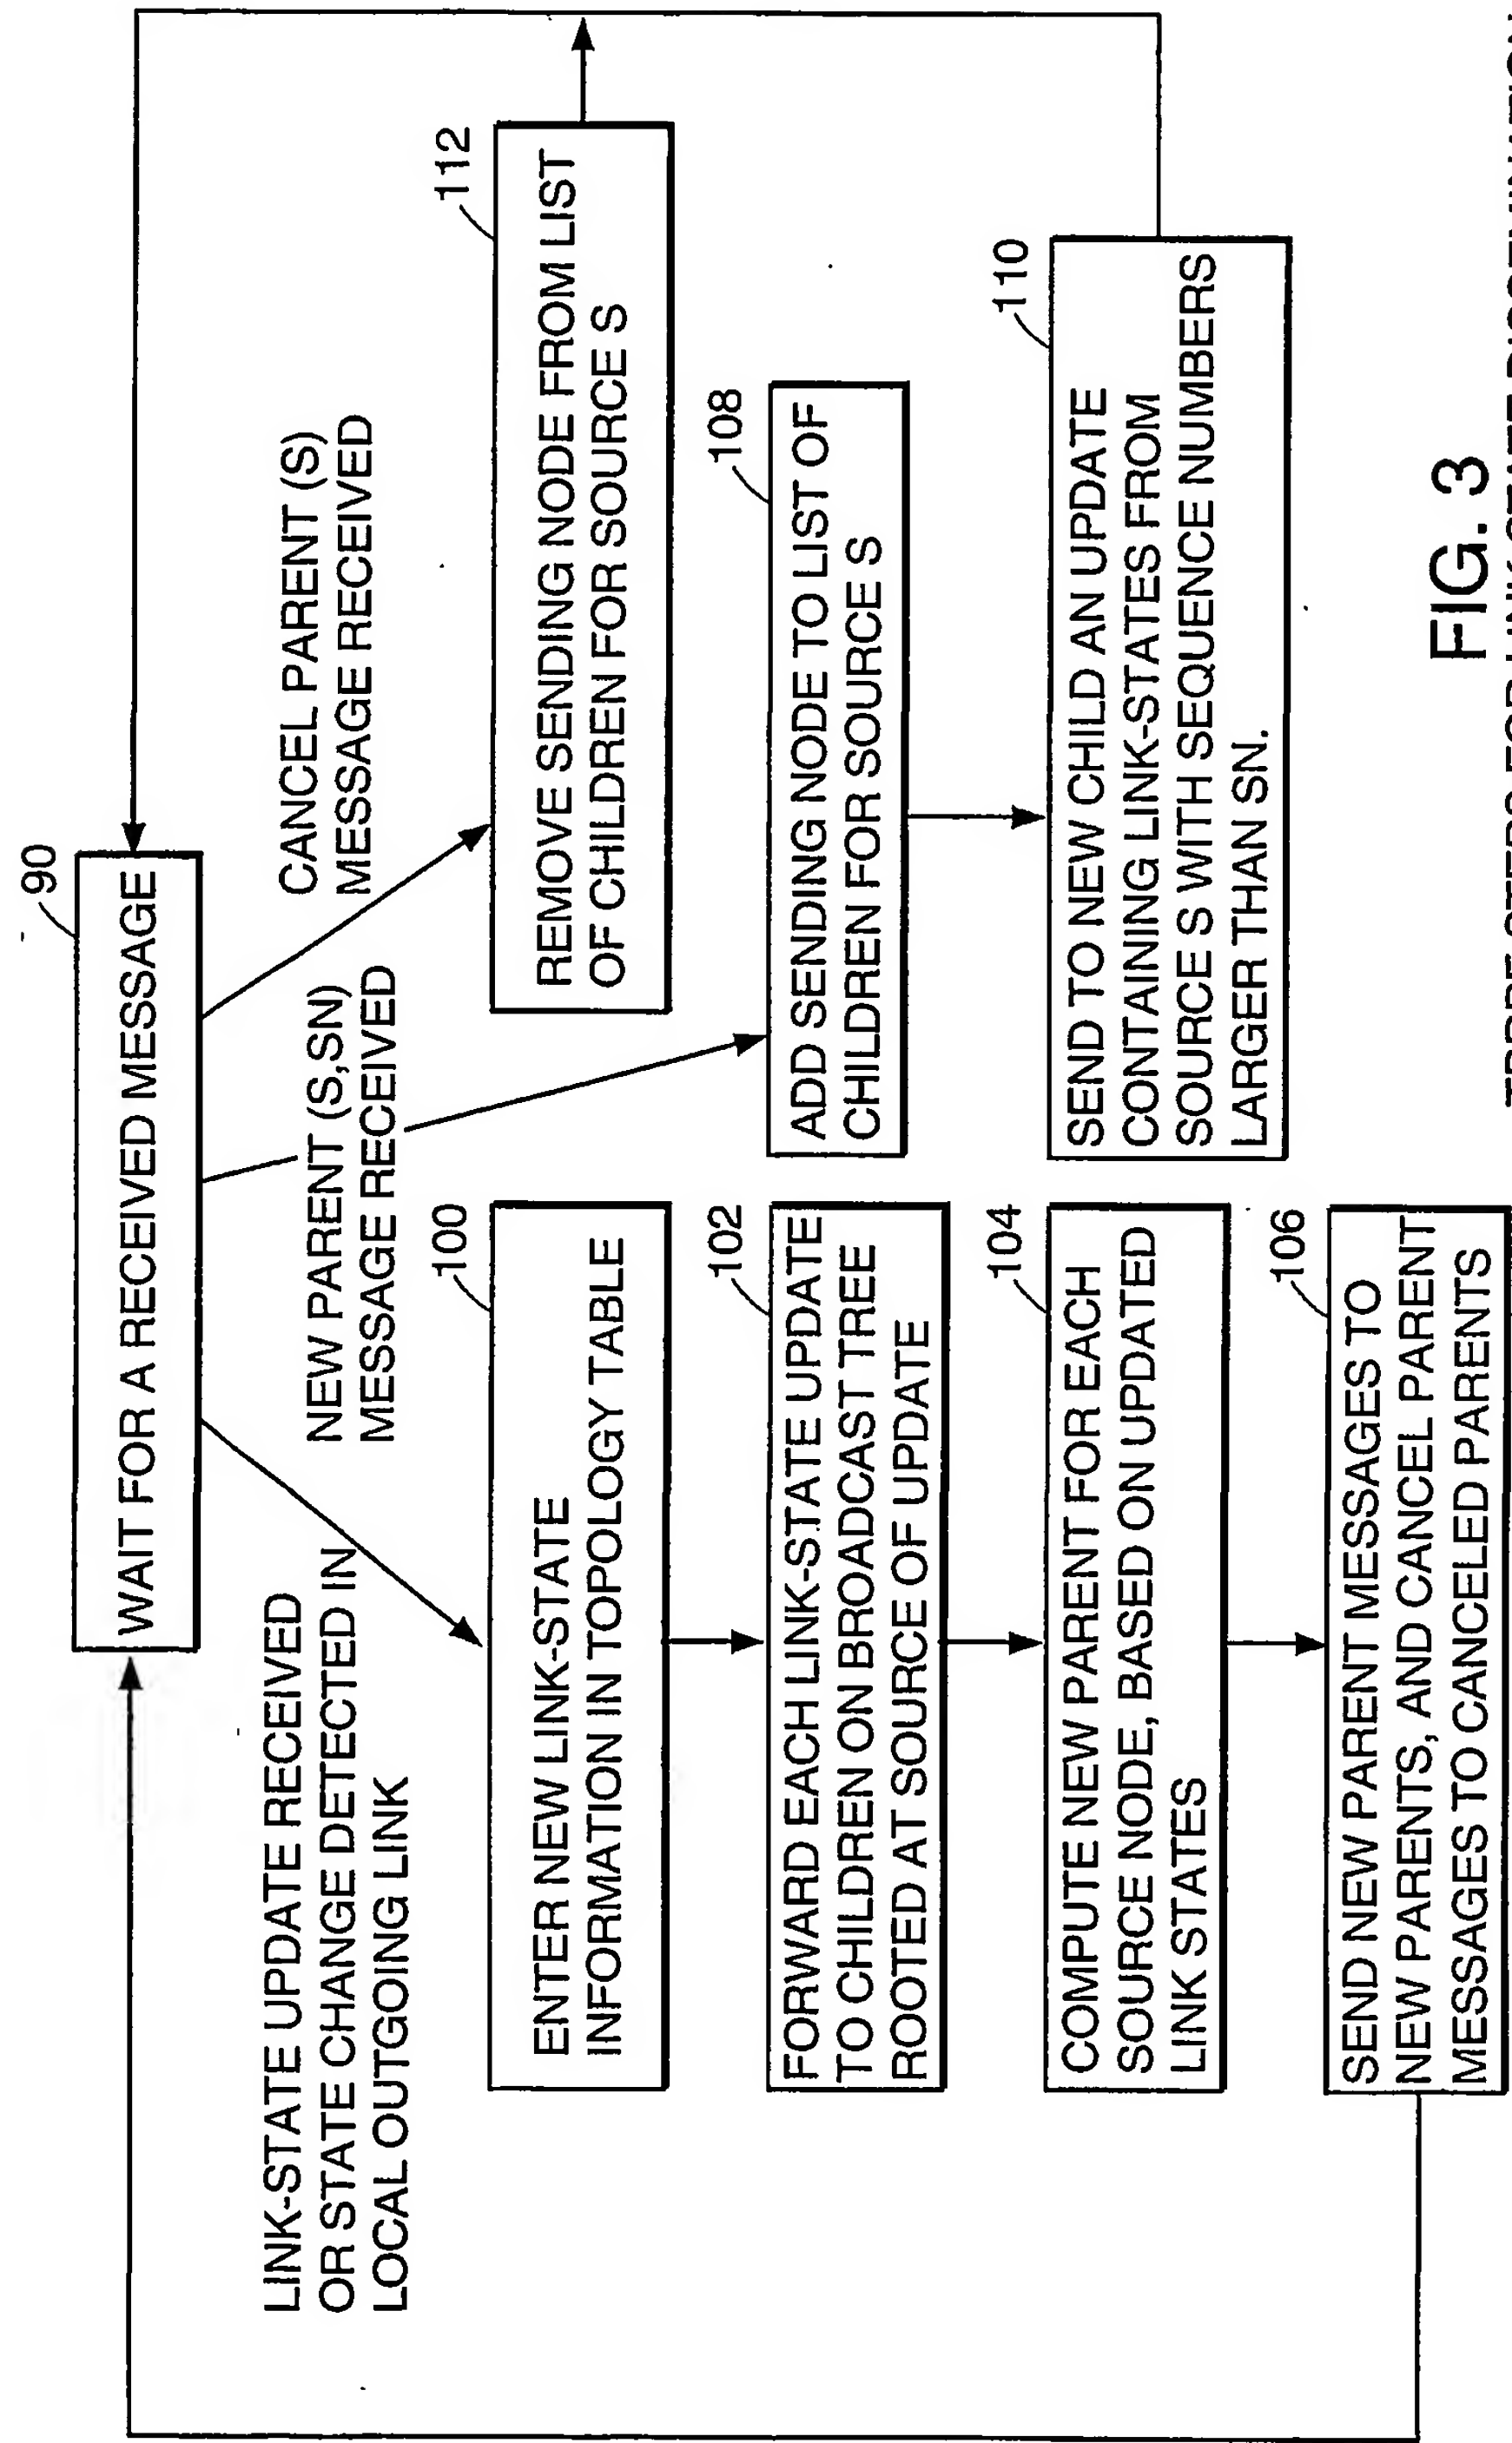 90
WAIT FOR A RECEIVED MESSAGE
LINK-STATE UPDATE RECEIVED
OR STATE CHANGE DETECTED IN
LOCAL OUTGOING LINK
NEW PARENT (S,SN)
MESSAGE RECEIVED
CANCEL PARENT (S)
MESSAGE RECEIVED
100
ENTER NEW LINK-STATE
INFORMATION IN TOPOLOGY TABLE
102
FORWARD EACH LINK-STATE UPDATE
TO CHILDREN ON BROADCAST TREE
ROOTED AT SOURCE OF UPDATE
104
COMPUTE NEW PARENT FOR EACH
SOURCE NODE, BASED ON UPDATED
LINK STATES
106
SEND NEW PARENT MESSAGES TO
NEW PARENTS, AND CANCEL PARENT
MESSAGES TO CANCELED PARENTS
112
REMOVE SENDING NODE FROM LIST
OF CHILDREN FOR SOURCE S
108
ADD SENDING NODE TO LIST OF
CHILDREN FOR SOURCE S
110
SEND TO NEW CHILD AN UPDATE
CONTAINING LINK-STATES FROM
SOURCE S WITH SEQUENCE NUMBERS
LARGER THAN SN.
FIG. 3
STEPS FOR LINK-STATE DISSEMINATION